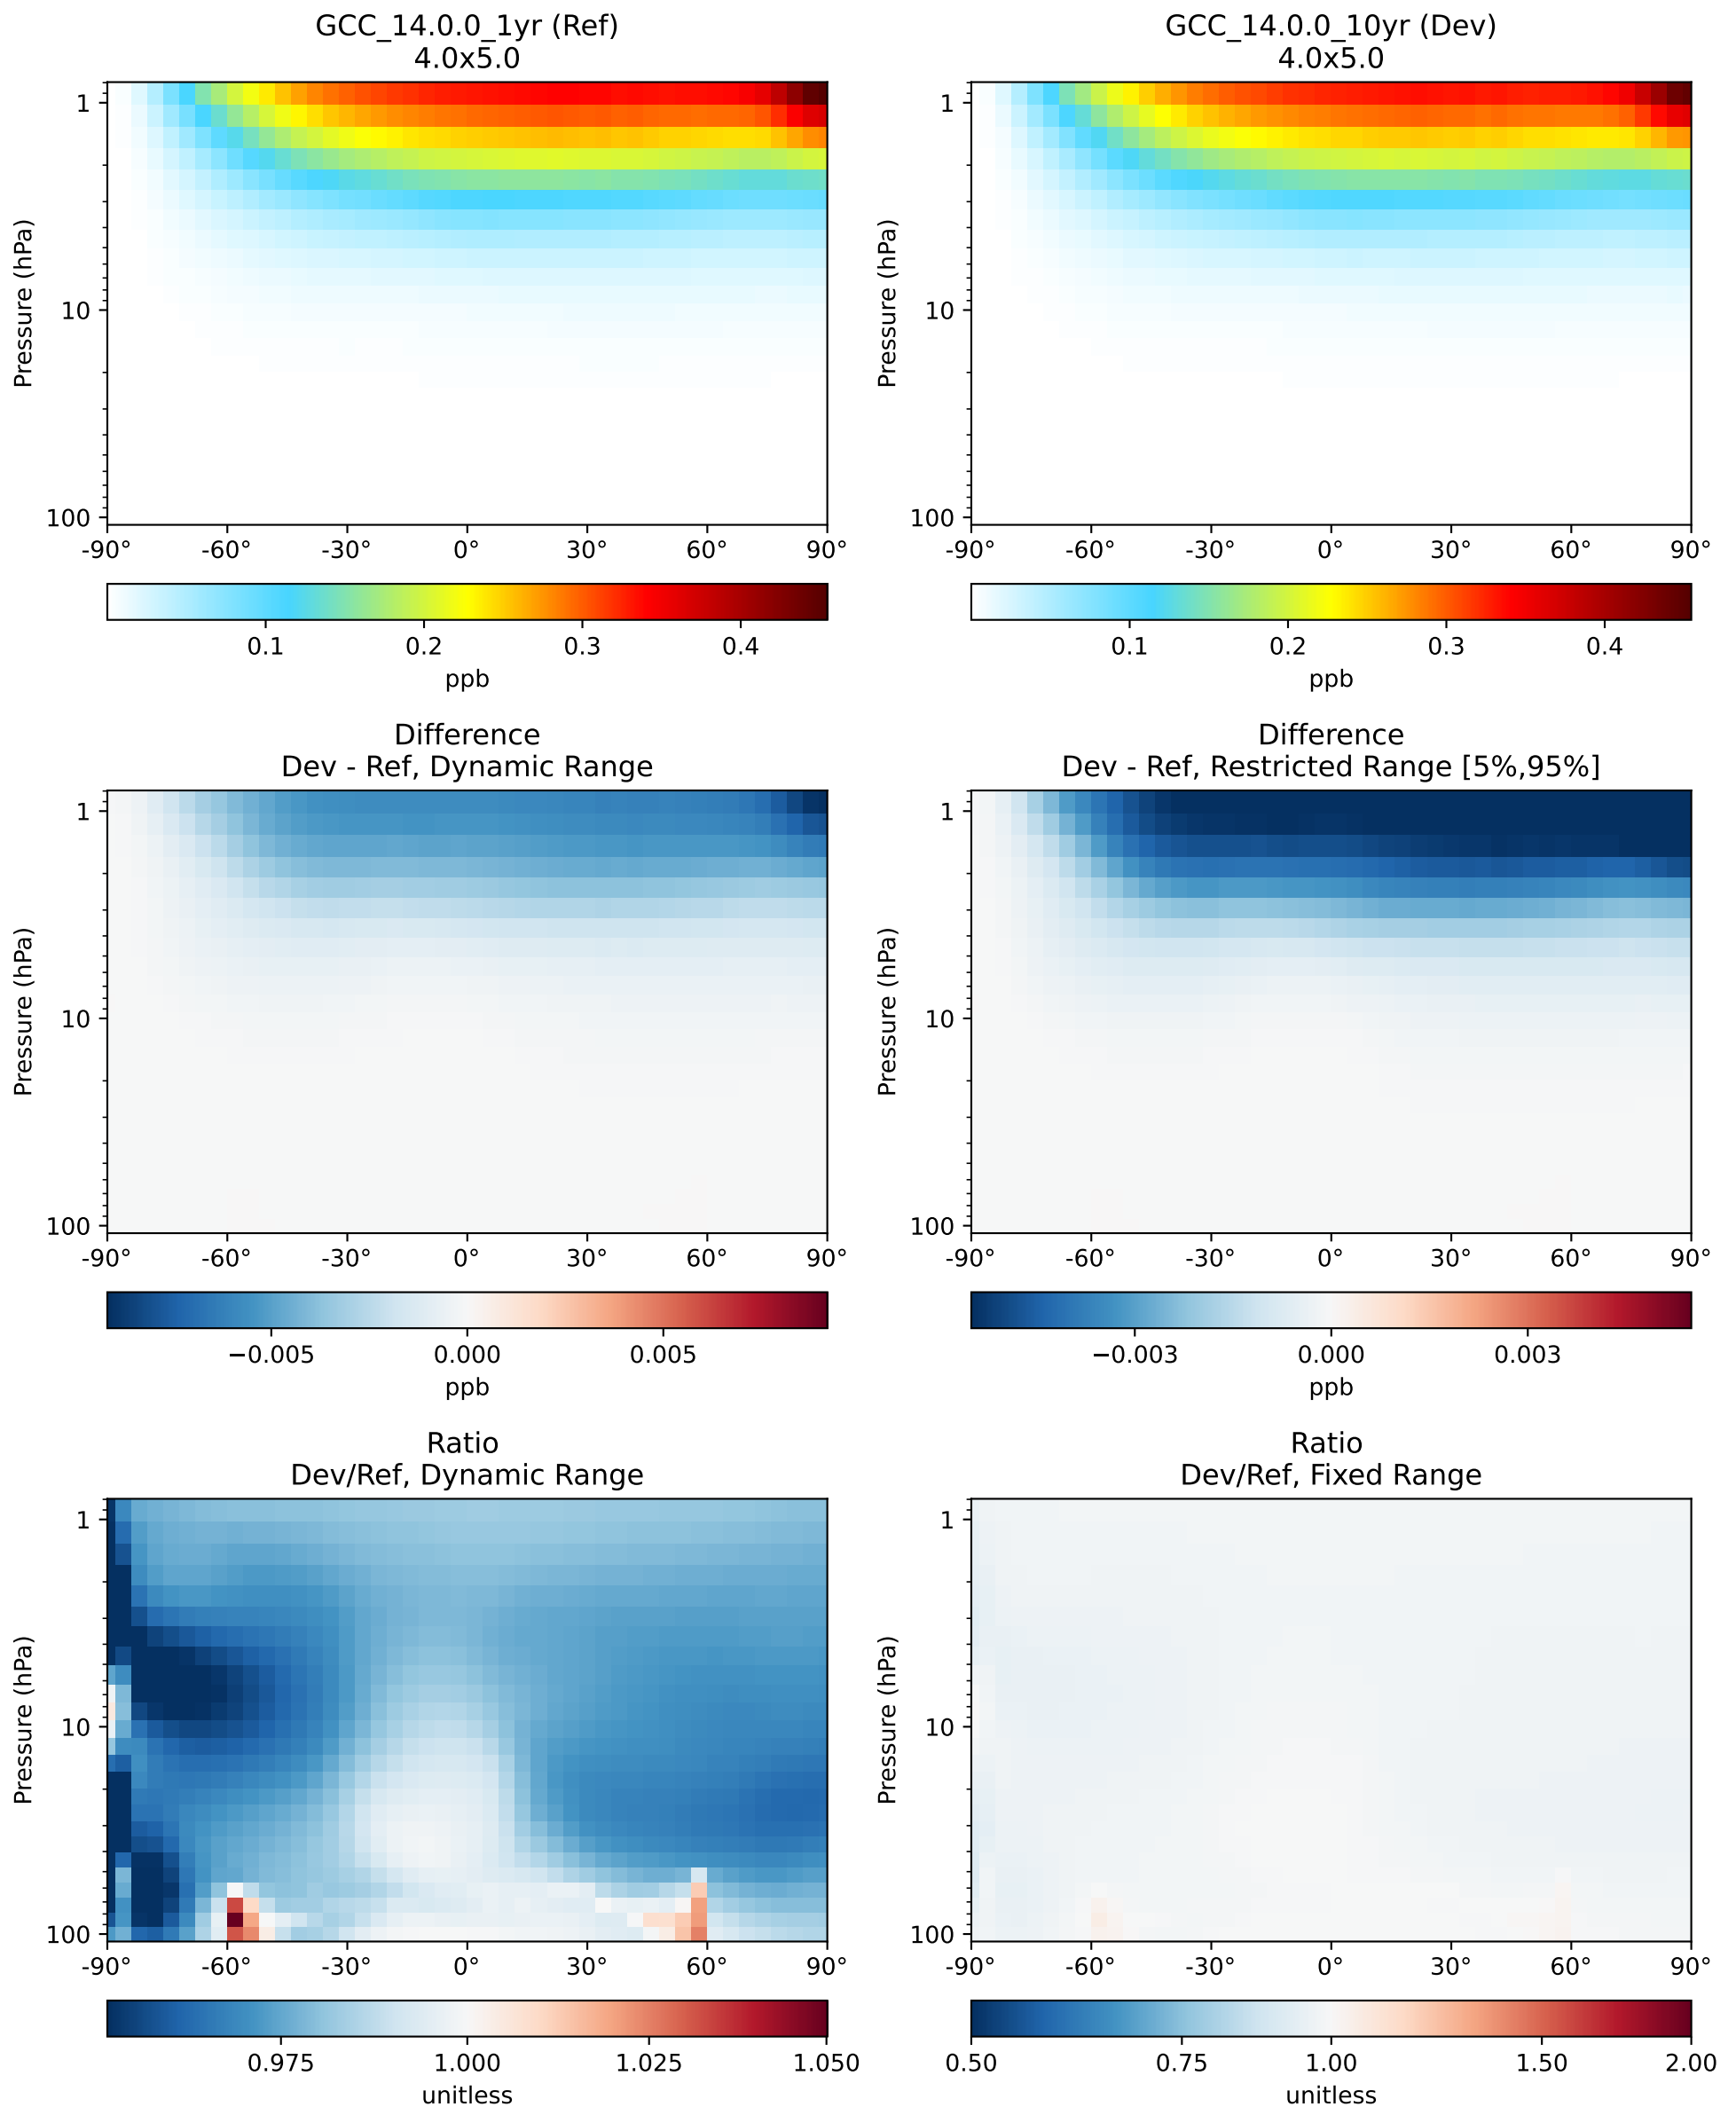 GCC_14.0.0_1yr (Ref)
4.0x5.0
Pressure (hPa)
1
10
100
-90° -60° -30° 0° 30° 60° 90°
0.1 0.2 0.3 0.4
ppb
GCC_14.0.0_10yr (Dev)
4.0x5.0
Pressure (hPa)
1
10
100
-90° -60° -30° 0° 30° 60° 90°
0.1 0.2 0.3 0.4
ppb
Difference
Dev - Ref, Dynamic Range
Pressure (hPa)
1
10
100
-90° -60° -30° 0° 30° 60° 90°
−0.005 0.000 0.005
ppb
Difference
Dev - Ref, Restricted Range [5%,95%]
Pressure (hPa)
1
10
100
-90° -60° -30° 0° 30° 60° 90°
−0.003 0.000 0.003
ppb
Ratio
Dev/Ref, Dynamic Range
Pressure (hPa)
1
10
100
-90° -60° -30° 0° 30° 60° 90°
0.975 1.000 1.025 1.050
unitless
Ratio
Dev/Ref, Fixed Range
Pressure (hPa)
1
10
100
-90° -60° -30° 0° 30° 60° 90°
0.50 0.75 1.00 1.50 2.00
unitless